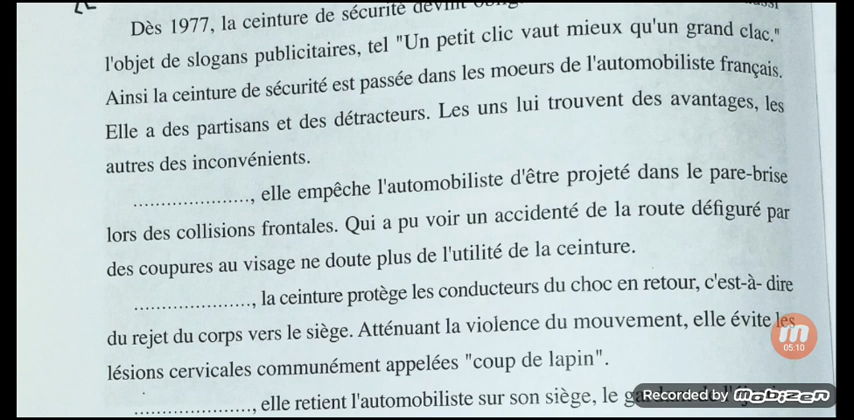 Dès 1977, la ceinture de sécurité devint
l'objet de slogans publicitaires, tel "Un petit clic vaut mieux qu'un grand clac."
Ainsi la ceinture de sécurité est passée dans les moeurs de l'automobiliste français.
Elle a des partisans et des détracteurs. Les uns lui trouvent des avantages, les
autres des inconvénients.
....................., elle empêche l'automobiliste d'être projeté dans le pare-brise
lors des collisions frontales. Qui a pu voir un accidenté de la route défiguré par
des coupures au visage ne doute plus de l'utilité de la ceinture.
....................., la ceinture protège les conducteurs du choc en retour, c'est-à- dire
du rejet du corps vers le siège. Atténuant la violence du mouvement, elle évite les
lésions cervicales communément appelées "coup de lapin".
....................., elle retient l'automobiliste sur son siège, le
05:10
Recorded by mobizen